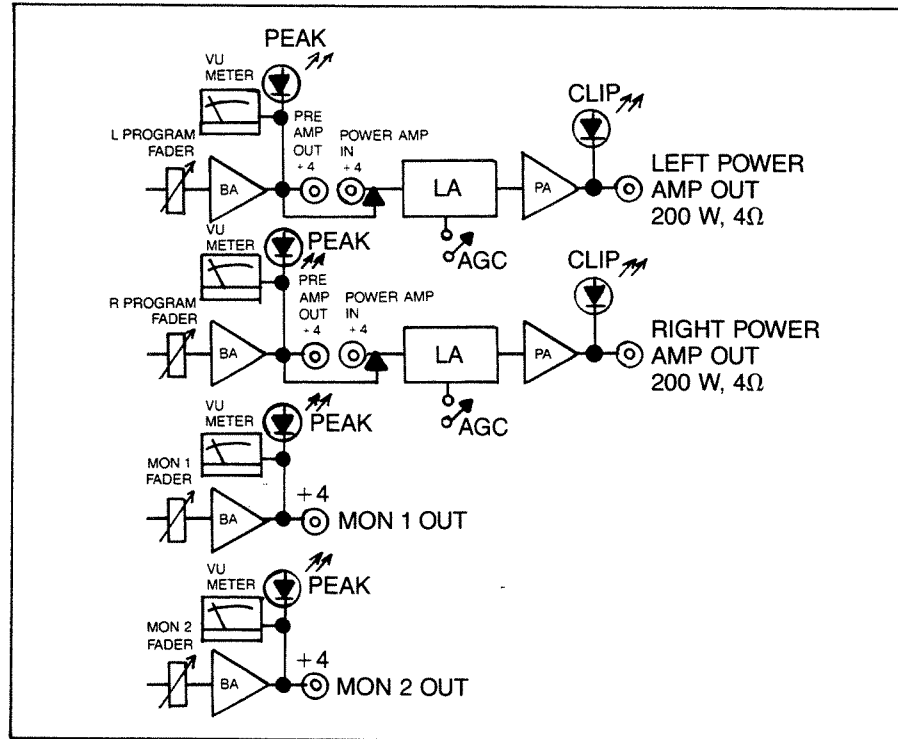 PEAK
VU
METER
PRE
AMP
OUT
+4
POWER AMP
IN
+4
L PROGRAM
FADER
BA
LA
AGC
PA
CLIP
LEFT POWER
AMP OUT
200 W, 4Ω
PEAK
VU
METER
PRE
AMP
OUT
+4
POWER AMP
IN
+4
R PROGRAM
FADER
BA
LA
AGC
PA
CLIP
RIGHT POWER
AMP OUT
200 W, 4Ω
PEAK
VU
METER
MON 1
FADER
BA
+4
MON 1 OUT
PEAK
VU
METER
MON 2
FADER
BA
+4
MON 2 OUT